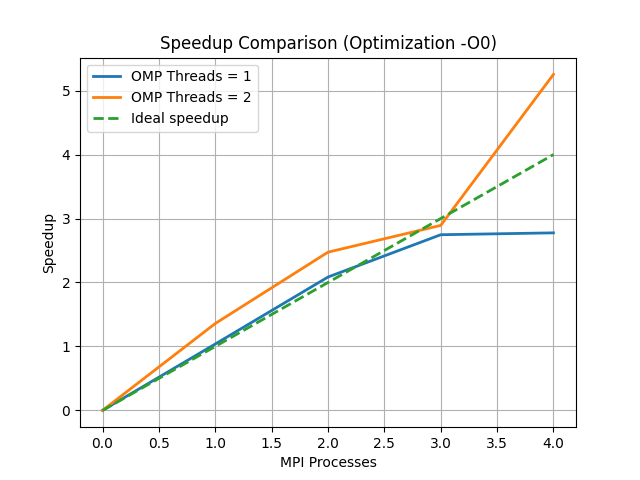 Speedup Comparison (Optimization -O0)
OMP Threads = 1
OMP Threads = 2
Ideal speedup
Speedup
5
4
3
2
1
0
0.0 0.5 1.0 1.5 2.0 2.5 3.0 3.5 4.0
MPI Processes